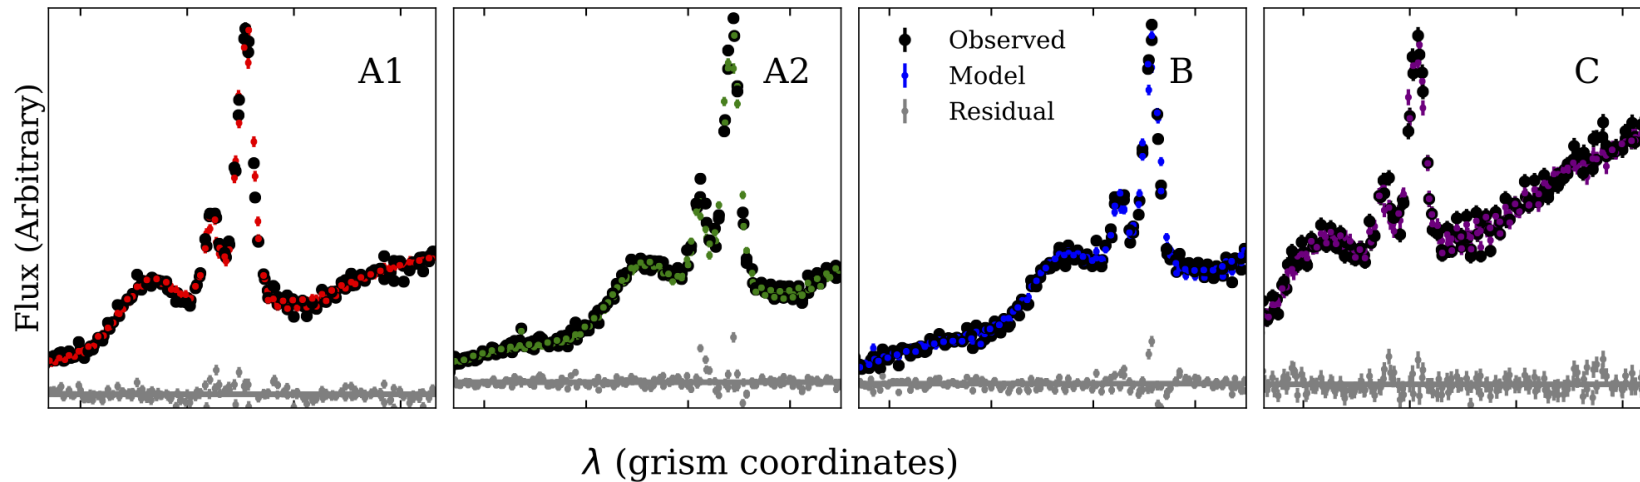 Flux (Arbitrary)
A1
A2
Observed
Model
Residual
B
C
λ (grism coordinates)